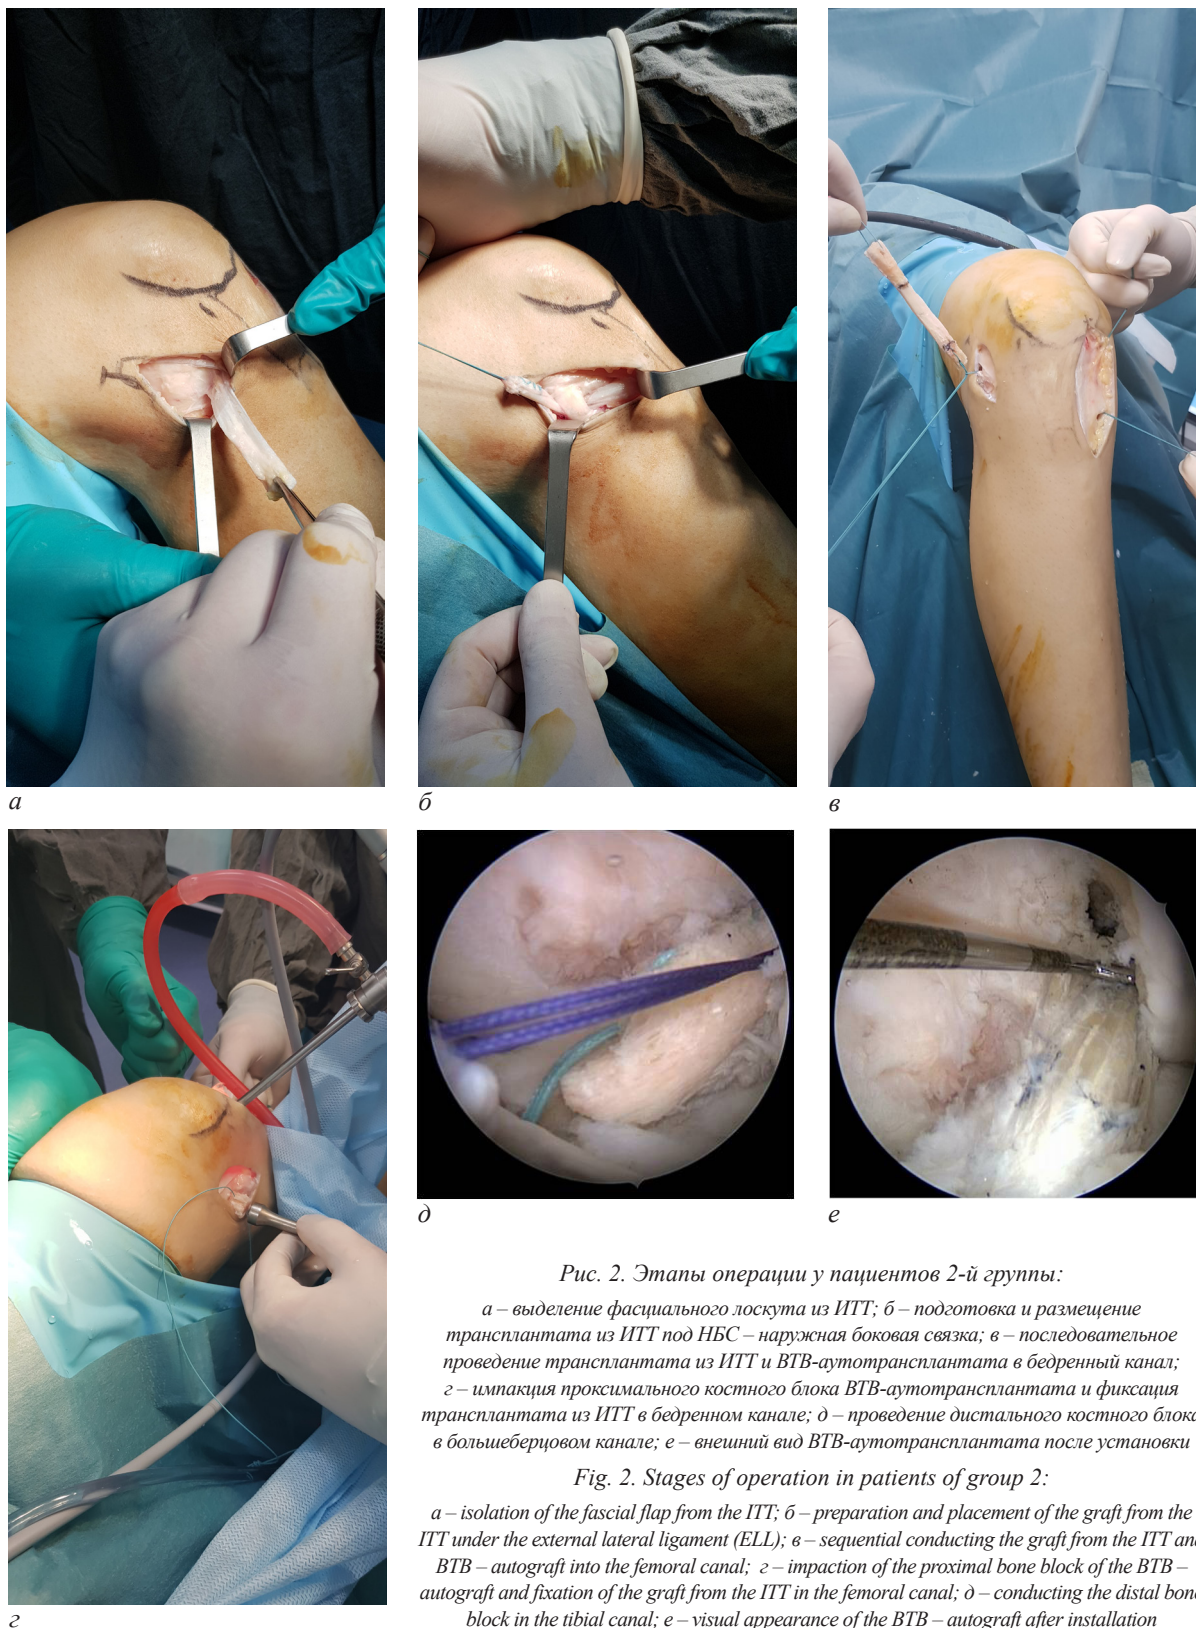 а
б
в
г
д
е
Рис. 2. Этапы операции у пациентов 2-й группы:
а – выделение фасциального лоскута из ИТТ; б – подготовка и размещение
трансплантата из ИТТ под НБС – наружная боковая связка; в – последовательное
проведение трансплантата из ИТТ и ВТВ-аутотрансплантата в бедренный канал;
г – импакция проксимального костного блока ВТВ-аутотрансплантата и фиксация
трансплантата из ИТТ в бедренном канале; д – проведение дистального костного блока
в большеберцовом канале; е – внешний вид ВТВ-аутотрансплантата после установки
Fig. 2. Stages of operation in patients of group 2:
a – isolation of the fascial flap from the ITT; б – preparation and placement of the graft from the
ITT under the external lateral ligament (ELL); в – sequential conducting the graft from the ITT and
BTB – autograft into the femoral canal; г – impaction of the proximal bone block of the BTB –
autograft and fixation of the graft from the ITT in the femoral canal; д – conducting the distal bone
block in the tibial canal; е – visual appearance of the BTB – autograft after installation